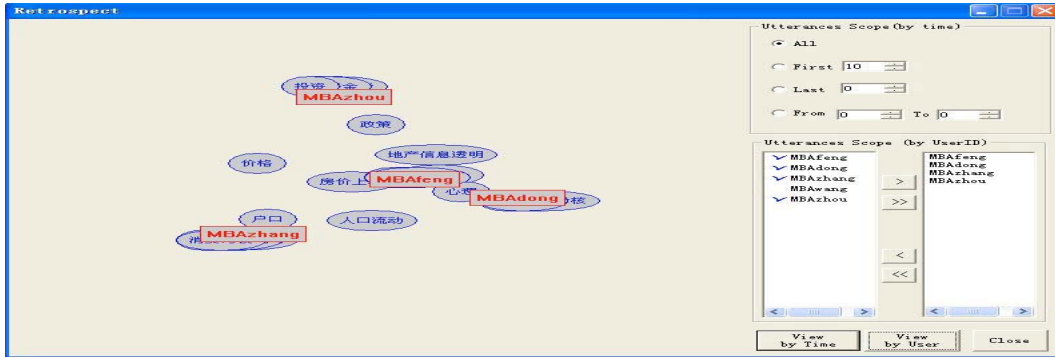 Retrospect
投资
金
MBAzhou
政策
地产信息透明
价格
房价上
MBAfeng
心理
MBAdong
核
户口
人口流动
MBAzhang
Utterances Scope(by time)
All
First 10
Last 0
From 0 To 0
Utterances Scope (by UserID)
MBAfeng
MBAdong
MBAzhang
MBAwang
MBAzhou
>
>>
<
<<
MBAfeng
MBAdong
MBAzhang
MBAzhou
View
by Time
View
by User
Close